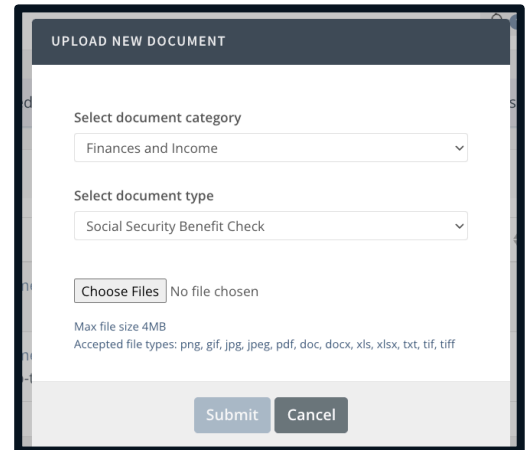 UPLOAD NEW DOCUMENT
Select document category
Finances and Income
Select document type
Social Security Benefit Check
Choose Files No file chosen
Max file size 4MB
Accepted file types: png, gif, jpg, jpeg, pdf, doc, docx, xls, xlsx, txt, tif, tiff
Submit Cancel